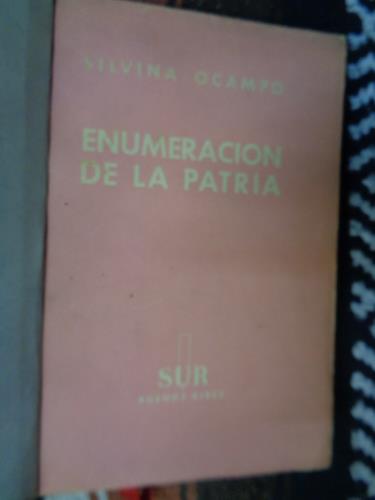 SILVINA OCAMPO
ENUMERACION
DE LA PATRIA
SUR
BUENOS AIRES